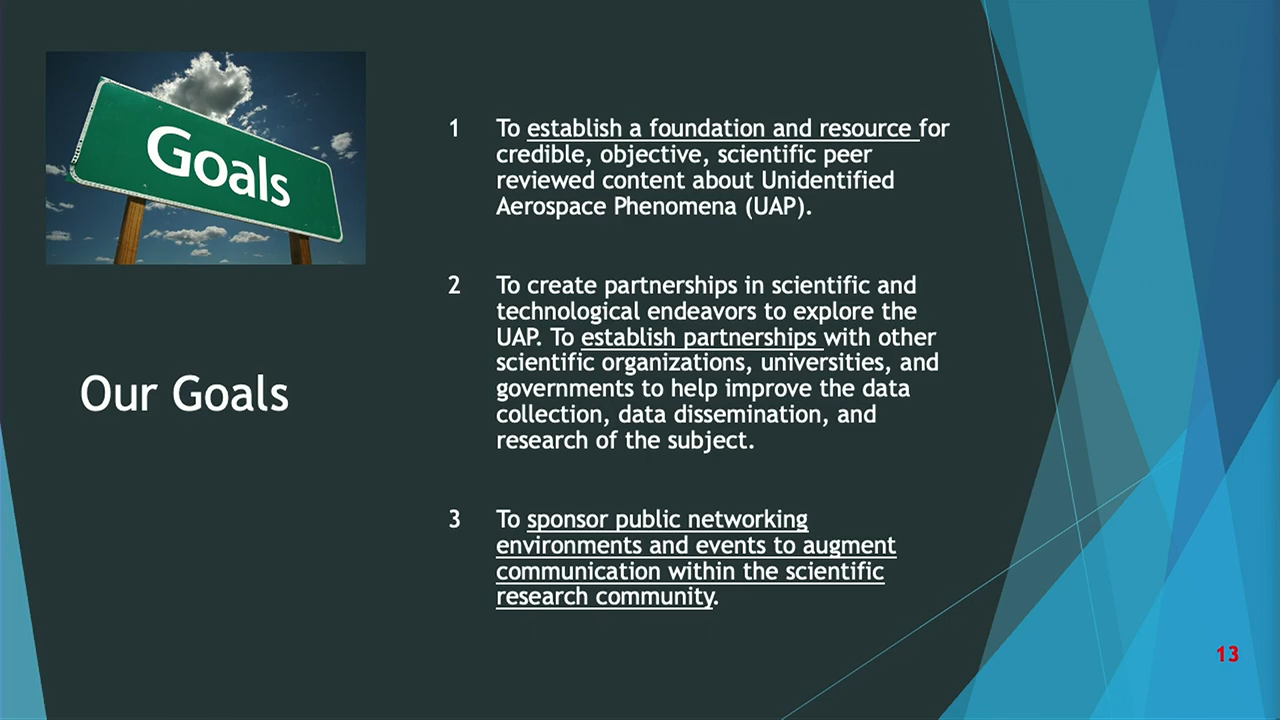 Goals
Our Goals
1 To establish a foundation and resource for
credible, objective, scientific peer
reviewed content about Unidentified
Aerospace Phenomena (UAP).
2 To create partnerships in scientific and
technological endeavors to explore the
UAP. To establish partnerships with other
scientific organizations, universities, and
governments to help improve the data
collection, data dissemination, and
research of the subject.
3 To sponsor public networking
environments and events to augment
communication within the scientific
research community.
13